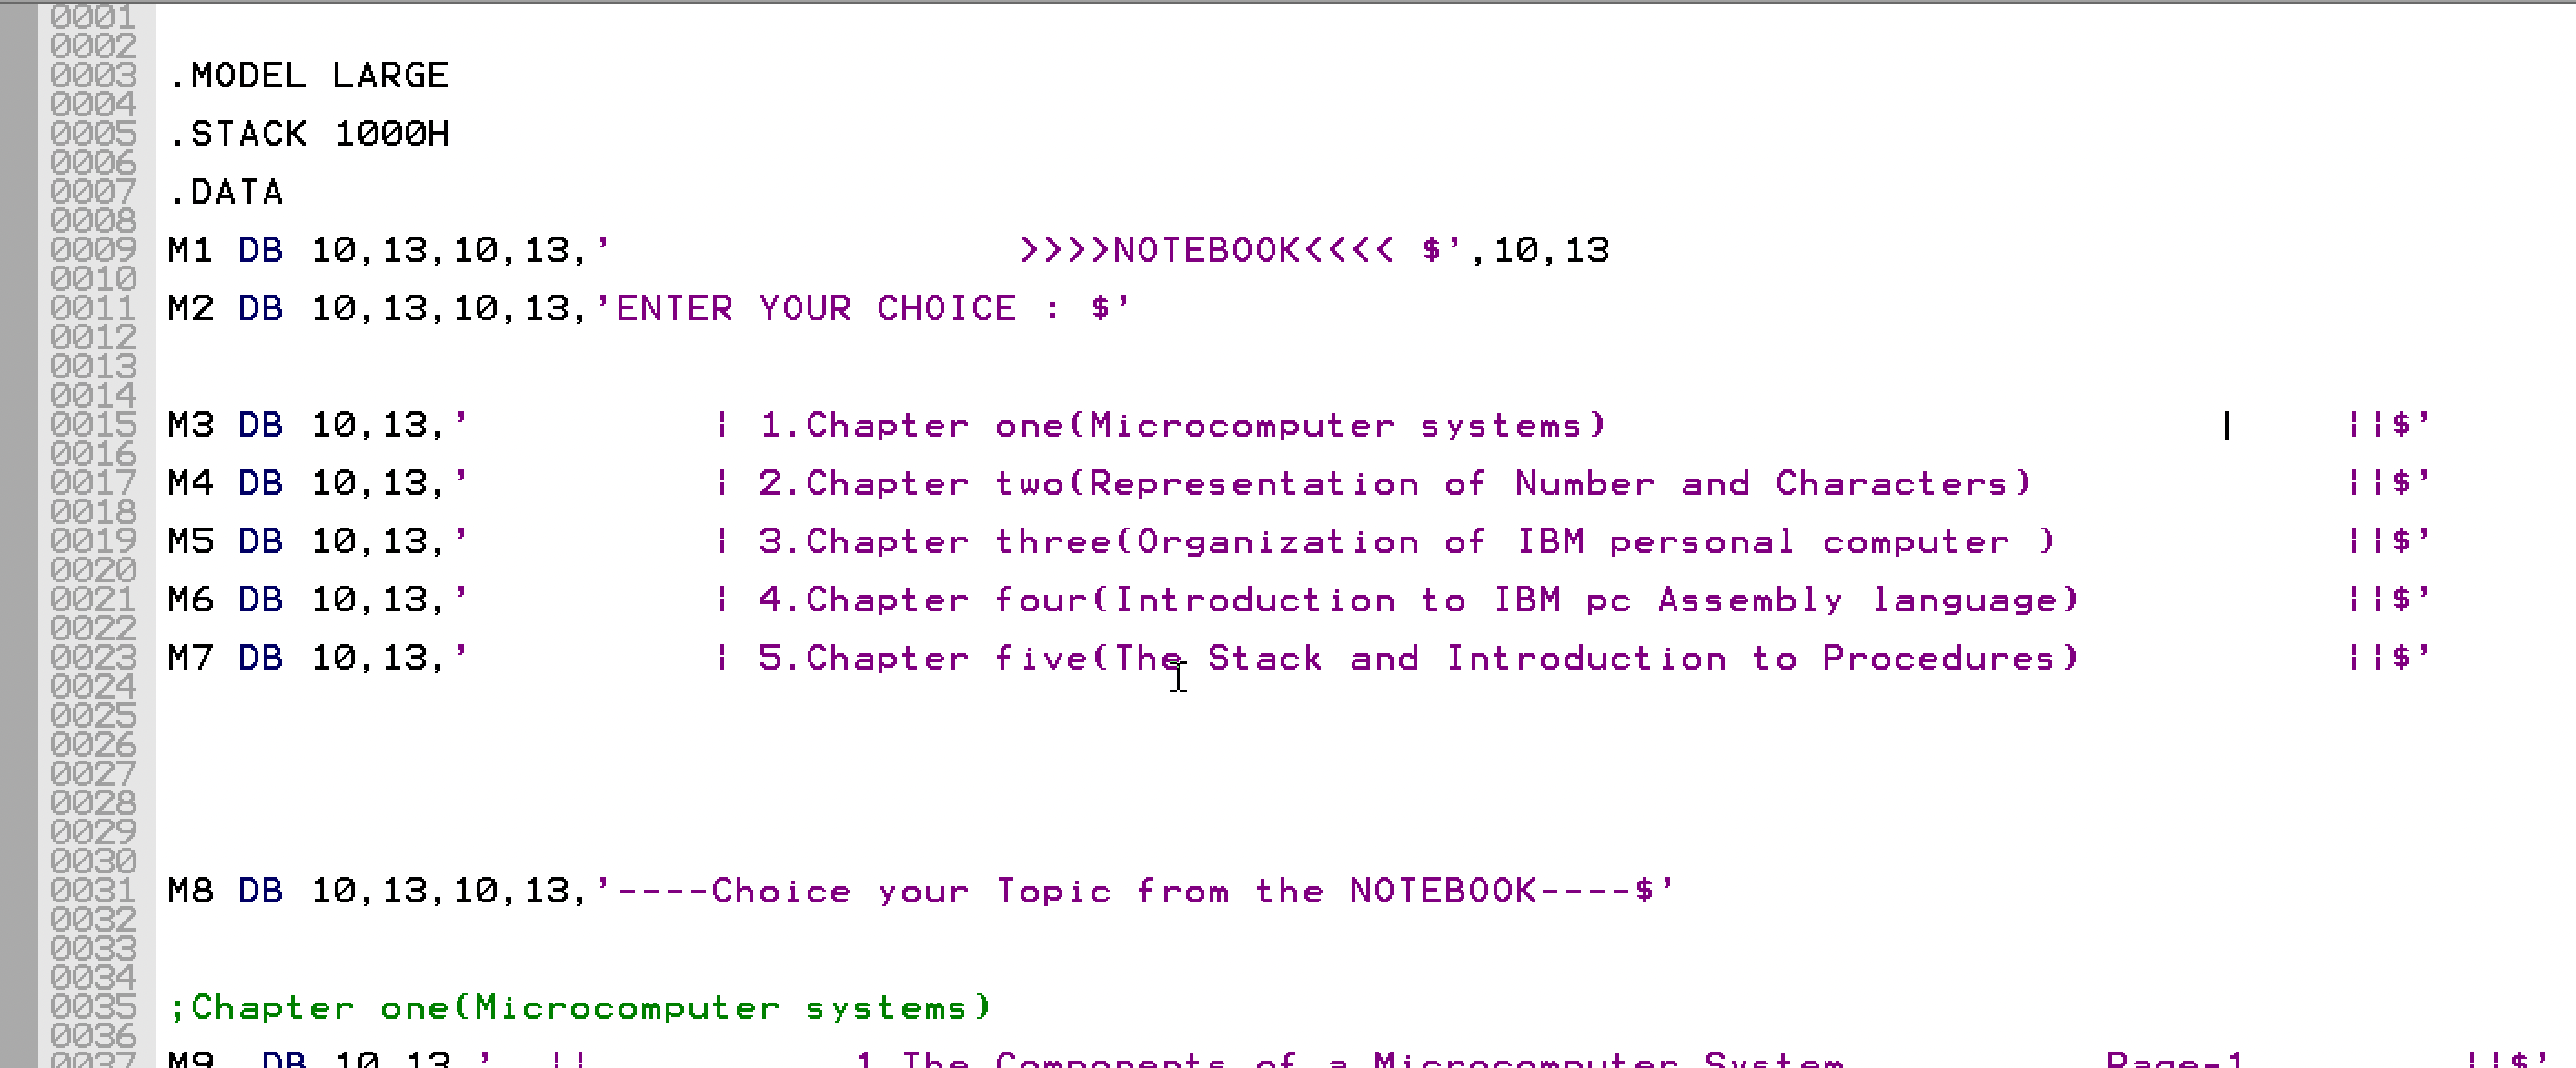 0001
0002
0003 .MODEL LARGE
0004
0005 .STACK 1000H
0006
0007 .DATA
0008
0009 M1 DB 10,13,10,13,'                  >>>>NOTEBOOK<<<< $',10,13
0010
0011 M2 DB 10,13,10,13,'ENTER YOUR CHOICE : $'
0012
0013
0014
0015 M3 DB 10,13,'           | 1.Chapter one(Microcomputer systems)                                ||$'
0016
0017 M4 DB 10,13,'           | 2.Chapter two(Representation of Number and Characters)              ||$'
0018
0019 M5 DB 10,13,'           | 3.Chapter three(Organization of IBM personal computer )             ||$'
0020
0021 M6 DB 10,13,'           | 4.Chapter four(Introduction to IBM pc Assembly language)            ||$'
0022
0023 M7 DB 10,13,'           | 5.Chapter five(The Stack and Introduction to Procedures)            ||$'
0024
0025
0026
0027
0028
0029
0030
0031 M8 DB 10,13,10,13,'----Choice your Topic from the NOTEBOOK----$'
0032
0033
0034
0035 ;Chapter one(Microcomputer systems)
0036
0037 M9  DB 10,13,'   ||            1.The Components of a Microcomputer System            Page-1          ||$'